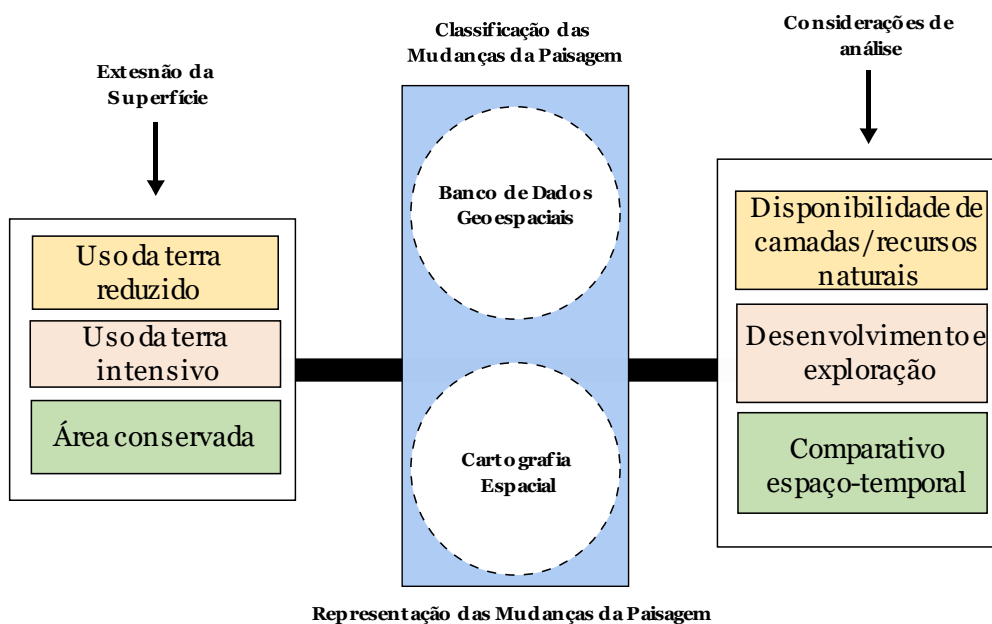 Extesnão da
Superfície
Uso da terra
reduzido
Uso da terra
intensivo
Área conservada
Classificação das
Mudanças da Paisagem
Banco de Dados
Geoespaciais
Cartografia
Espacial
Representação das Mudanças da Paisagem
Considerações de
análise
Disponibilidade de
camadas/recursos
naturais
Desenvolvimento e
exploração
Comparativo
espaço-temporal